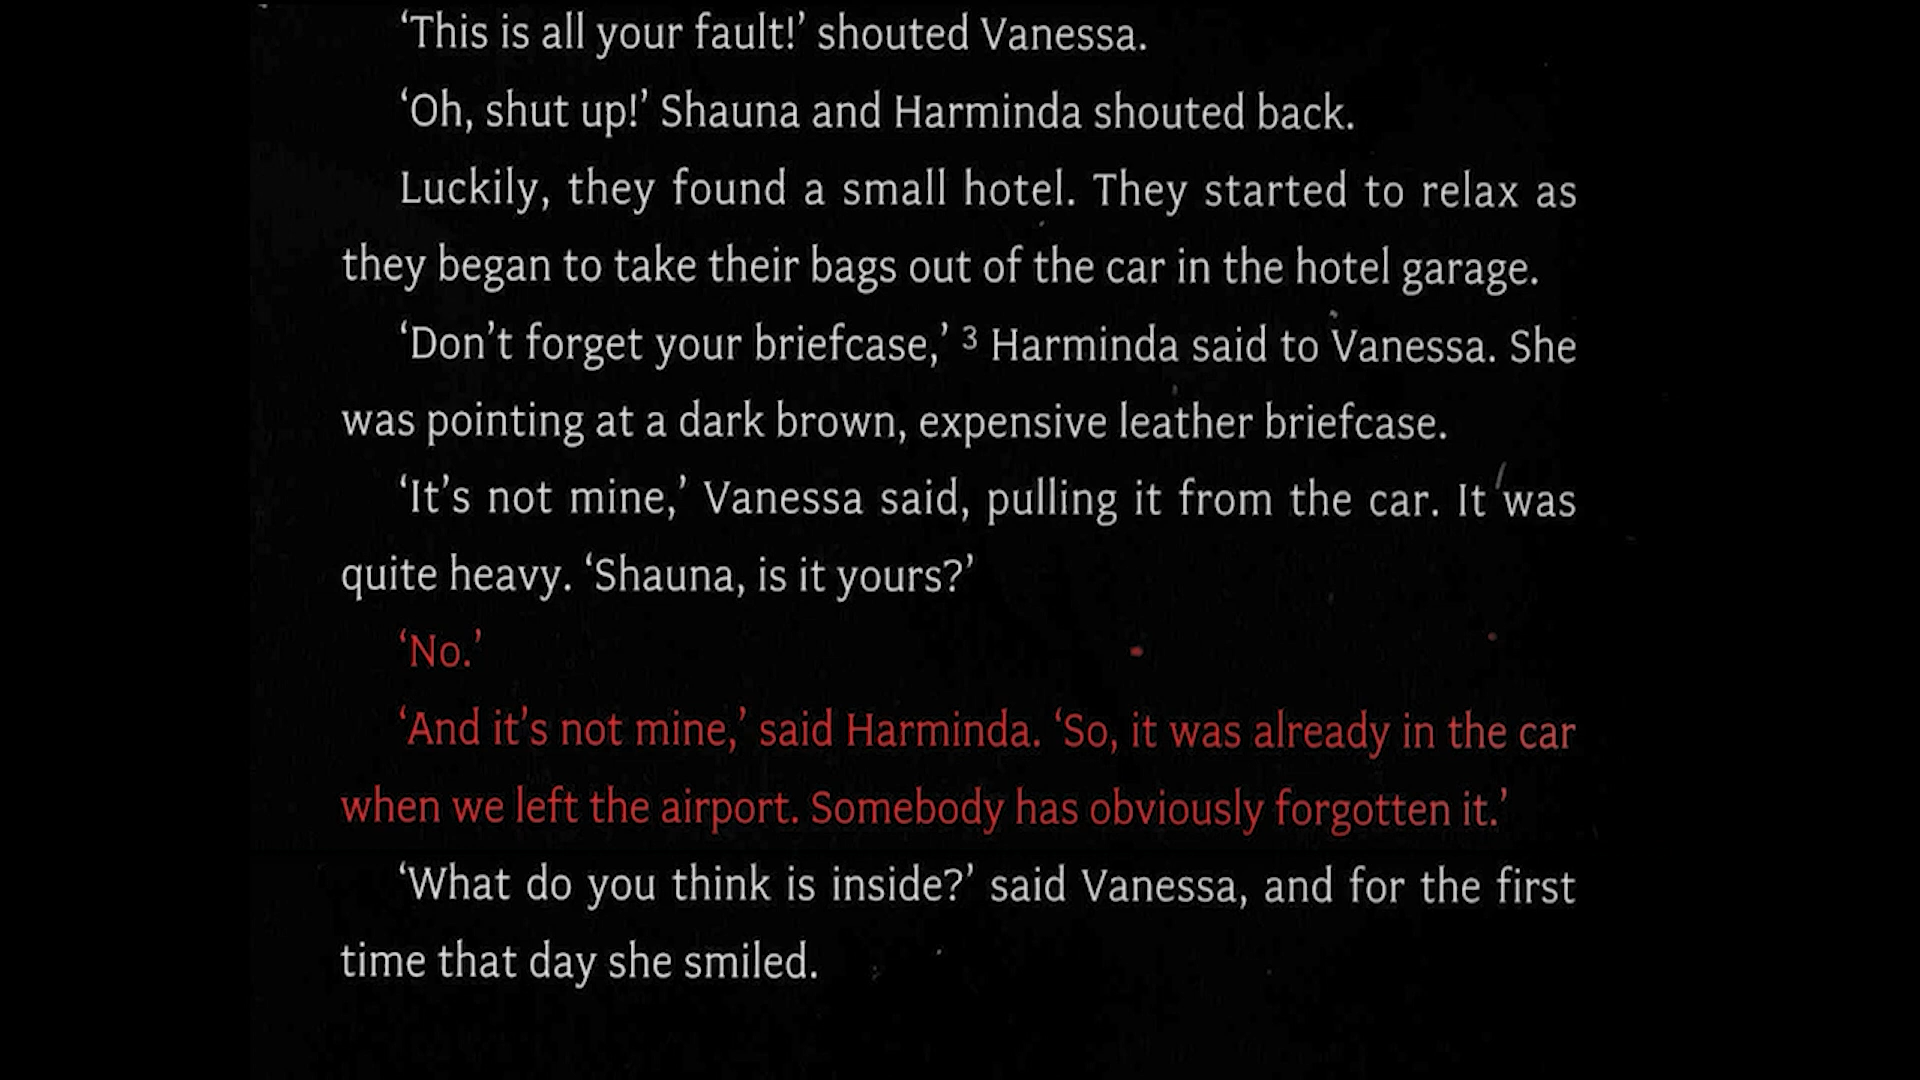 ‘This is all your fault!’ shouted Vanessa.
‘Oh, shut up!’ Shauna and Harminda shouted back.
Luckily, they found a small hotel. They started to relax as
they began to take their bags out of the car in the hotel garage.
‘Don’t forget your briefcase,’ 3 Harminda said to Vanessa. She
was pointing at a dark brown, expensive leather briefcase.
‘It’s not mine,’ Vanessa said, pulling it from the car. It was
quite heavy. ‘Shauna, is it yours?’
‘No.’
‘And it’s not mine,’ said Harminda. ‘So, it was already in the car
when we left the airport. Somebody has obviously forgotten it.’
‘What do you think is inside?’ said Vanessa, and for the first
time that day she smiled.